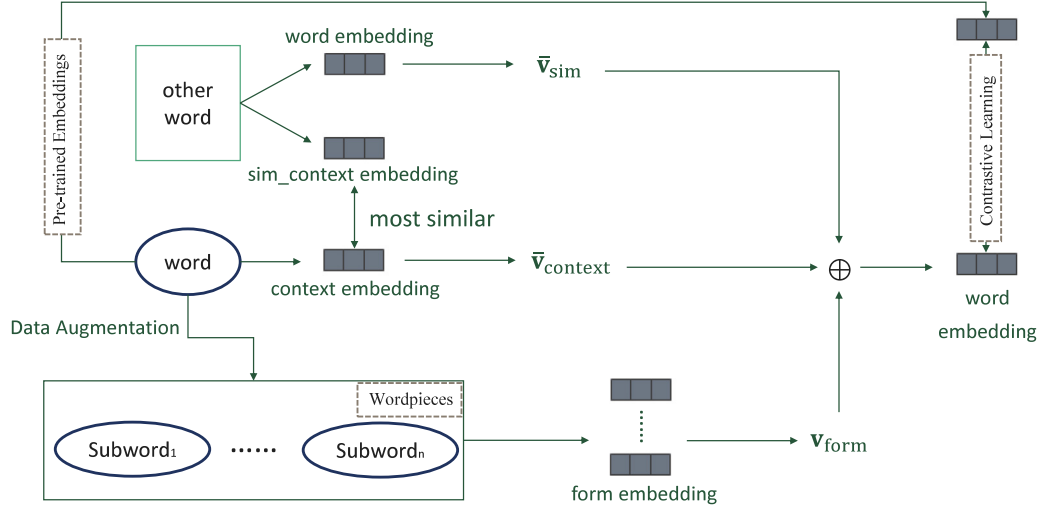 Pre-trained Embeddings
word embedding
other
word
v̄sim
sim_context embedding
most similar
word
context embedding
v̄context
Contrastive Learning
word
embedding
Data Augmentation
Wordpieces
Subword1
......
Subwordn
form embedding
vform